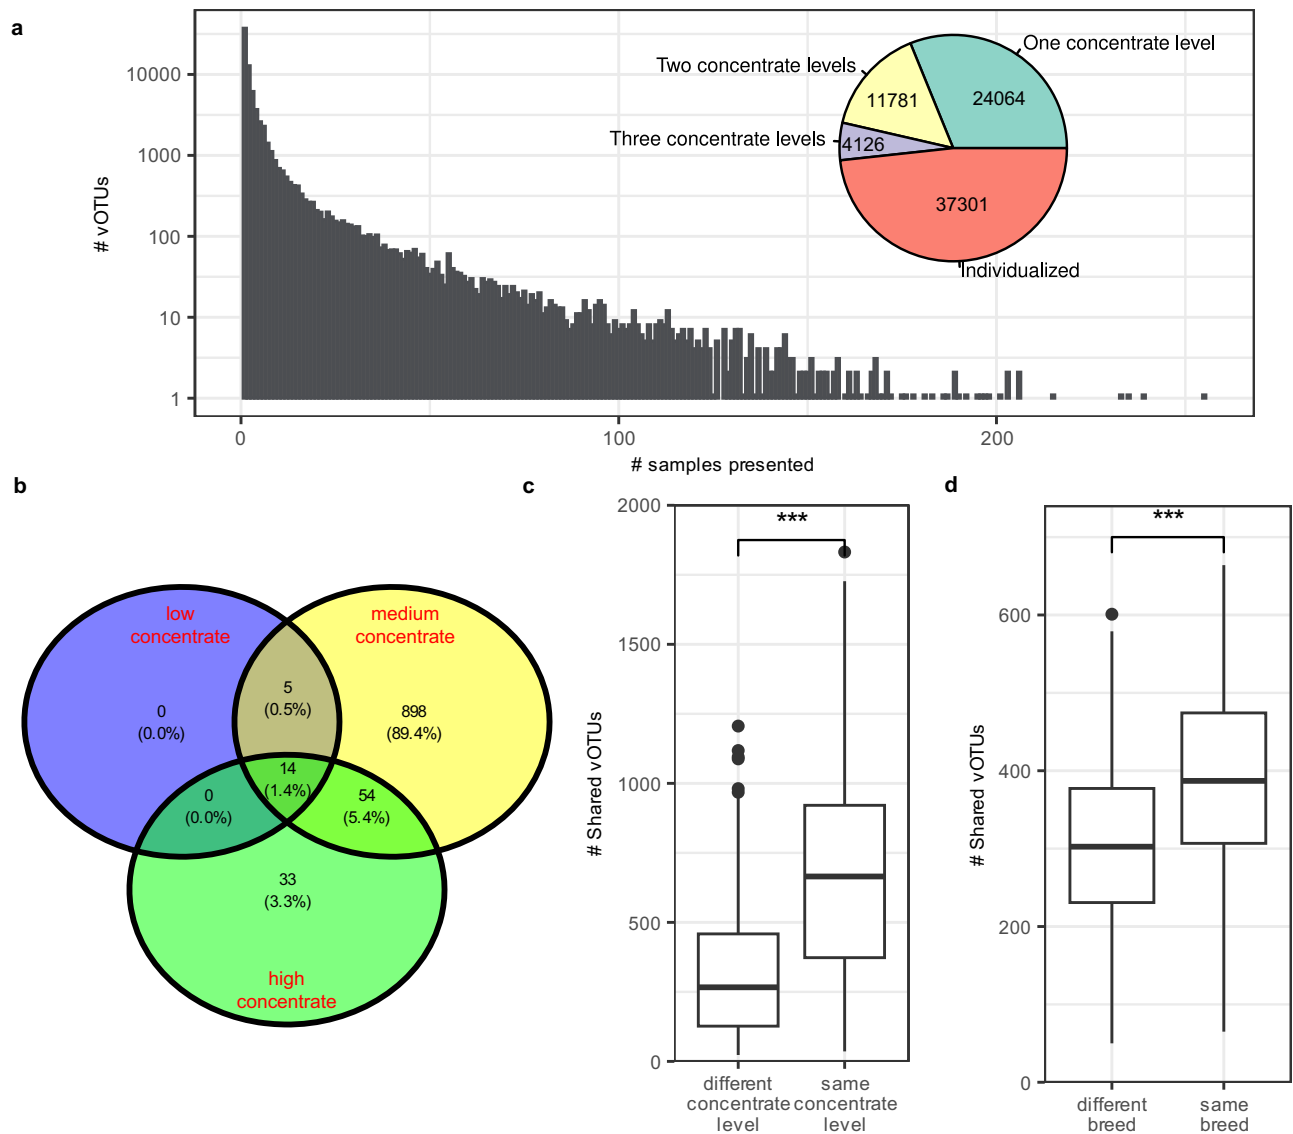 a
# vOTUs
10000
1000
100
10
1
0
100
200
# samples presented
One concentrate level
Two concentrate levels
Three concentrate levels
Individualized
24064
11781
4126
37301
b
low
concentrate
medium
concentrate
5
(0.5%)
0
(0.0%)
898
(89.4%)
14
(1.4%)
0
(0.0%)
54
(5.4%)
33
(3.3%)
high
concentrate
c
# Shared vOTUs
2000
1500
1000
500
0
***
different
concentrate
level
same
concentrate
level
d
# Shared vOTUs
600
400
200
0
***
different
breed
same
breed